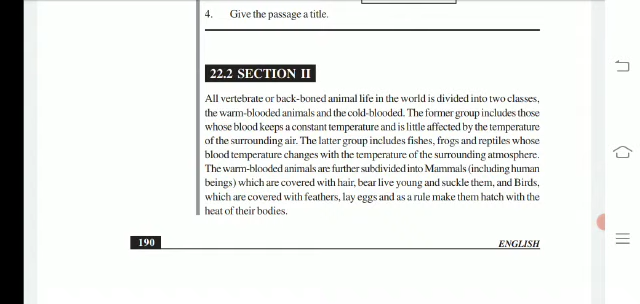 4. Give the passage a title.
22.2 SECTION II
All vertebrate or back-boned animal life in the world is divided into two classes,
the warm-blooded animals and the cold-blooded. The former group includes those
whose blood keeps a constant temperature and is little affected by the temperature
of the surrounding air. The latter group includes fishes, frogs and reptiles whose
blood temperature changes with the temperature of the surrounding atmosphere.
The warm-blooded animals are further subdivided into Mammals (including human
beings) which are covered with hair, bear live young and suckle them, and Birds,
which are covered with feathers, lay eggs and as a rule make them hatch with the
heat of their bodies.
190
ENGLISH